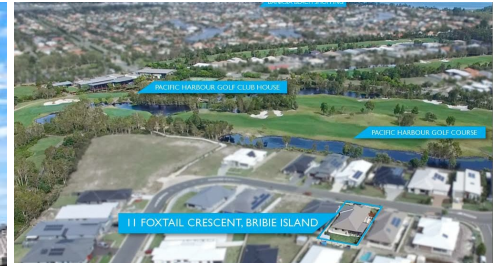 PACIFIC HARBOUR GOLF CLUB HOUSE
PACIFIC HARBOUR GOLF COURSE
11 FOXTAIL CRESCENT, BRIBIE ISLAND